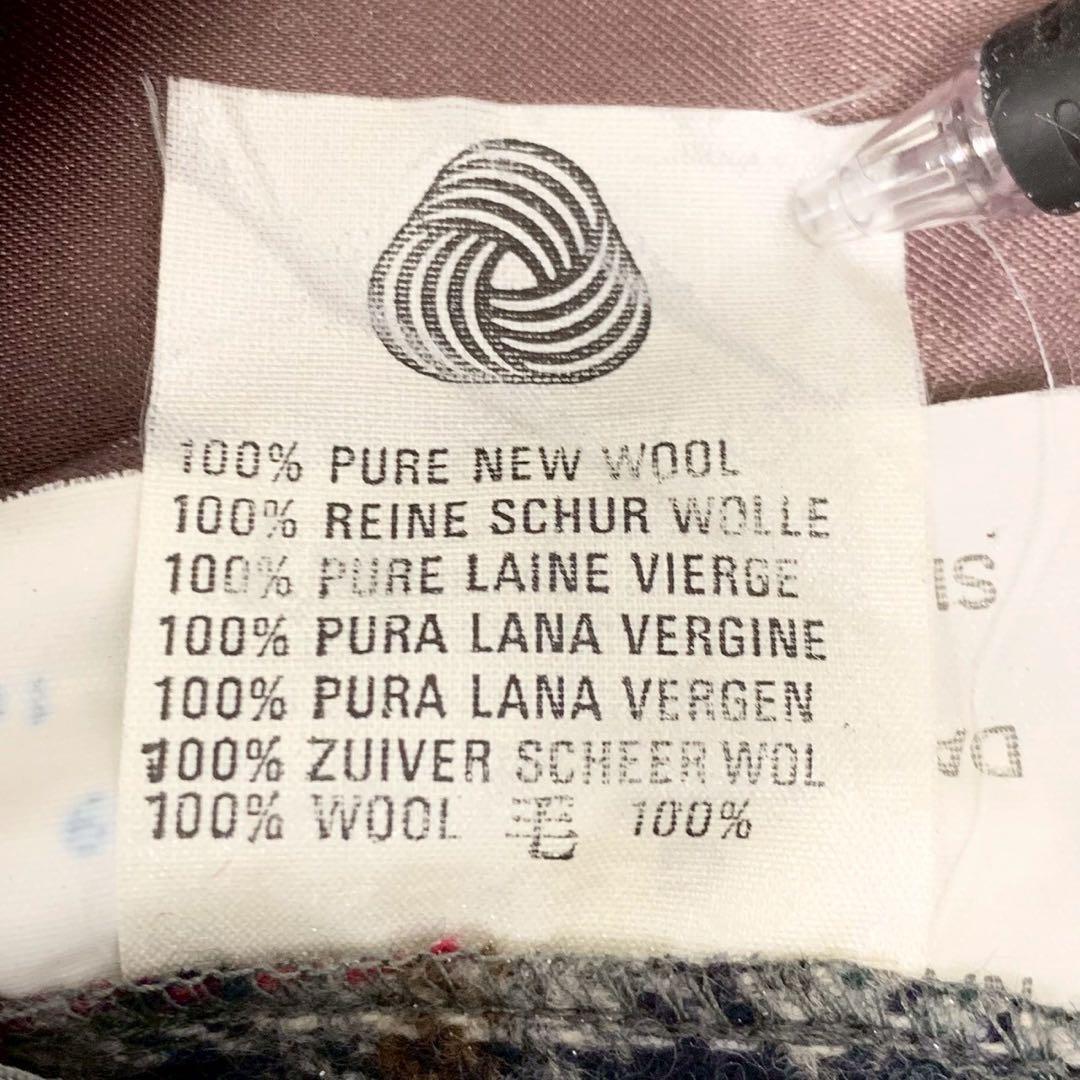 100% PURE NEW WOOL
100% REINE SCHUR WOLLE
100% PURE LAINE VIERGE
100% PURA LANA VERGINE
100% PURA LANA VERGEN
100% ZUIVER SCHEER WOL
100% WOOL 毛 100%